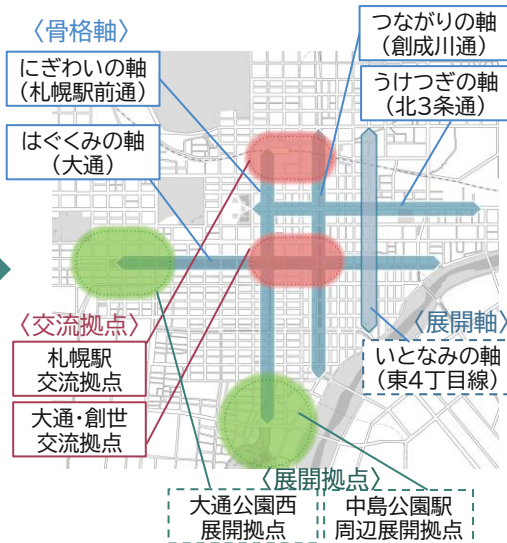 〈骨格軸〉
にぎわいの軸
（札幌駅前通）
はぐくみの軸
（大通）
つながりの軸
（創成川通）
うけつぎの軸
（北3条通）
〈交流拠点〉
札幌駅
交流拠点
大通・創世
交流拠点
〈展開軸〉
いとなみの軸
（東4丁目線）
〈展開拠点〉
大通公園西
展開拠点
中島公園駅
周辺展開拠点